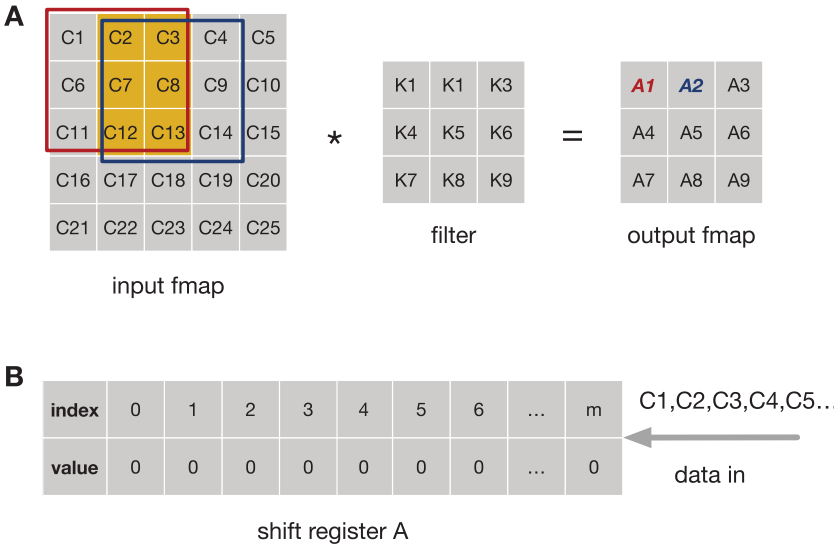 A
C1 C2 C3 C4 C5
C6 C7 C8 C9 C10
C11 C12 C13 C14 C15
C16 C17 C18 C19 C20
C21 C22 C23 C24 C25
input fmap
*
K1 K1 K3
K4 K5 K6
K7 K8 K9
filter
=
A1 A2 A3
A4 A5 A6
A7 A8 A9
output fmap
B
index 0 1 2 3 4 5 6 ... m
value 0 0 0 0 0 0 0 ... 0
shift register A
C1,C2,C3,C4,C5...
data in